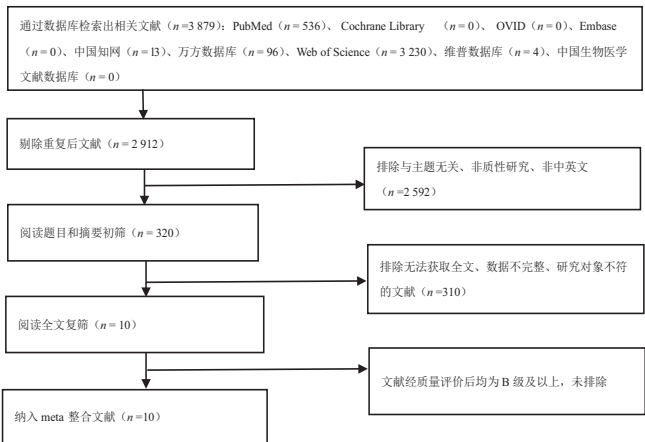 通过数据库检索出相关文献（n=3 879）：PubMed（n = 536）、 Cochrane Library （n = 0）、 OVID（n = 0）、Embase
（n = 0）、中国知网（n = l3）、万方数据库（n = 96）、Web of Science（n = 3 230）、维普数据库（n = 4）、中国生物医学
文献数据库（n = 0）
剔除重复后文献（n = 2 912）
排除与主题无关、非质性研究、非中英文
（n =2 592）
阅读题目和摘要初筛（n = 320）
排除无法获取全文、数据不完整、研究对象不符
的文献（n =310）
阅读全文复筛（n = 10）
文献经质量评价后均为 B 级及以上，未排除
纳入 meta 整合文献（n =10）